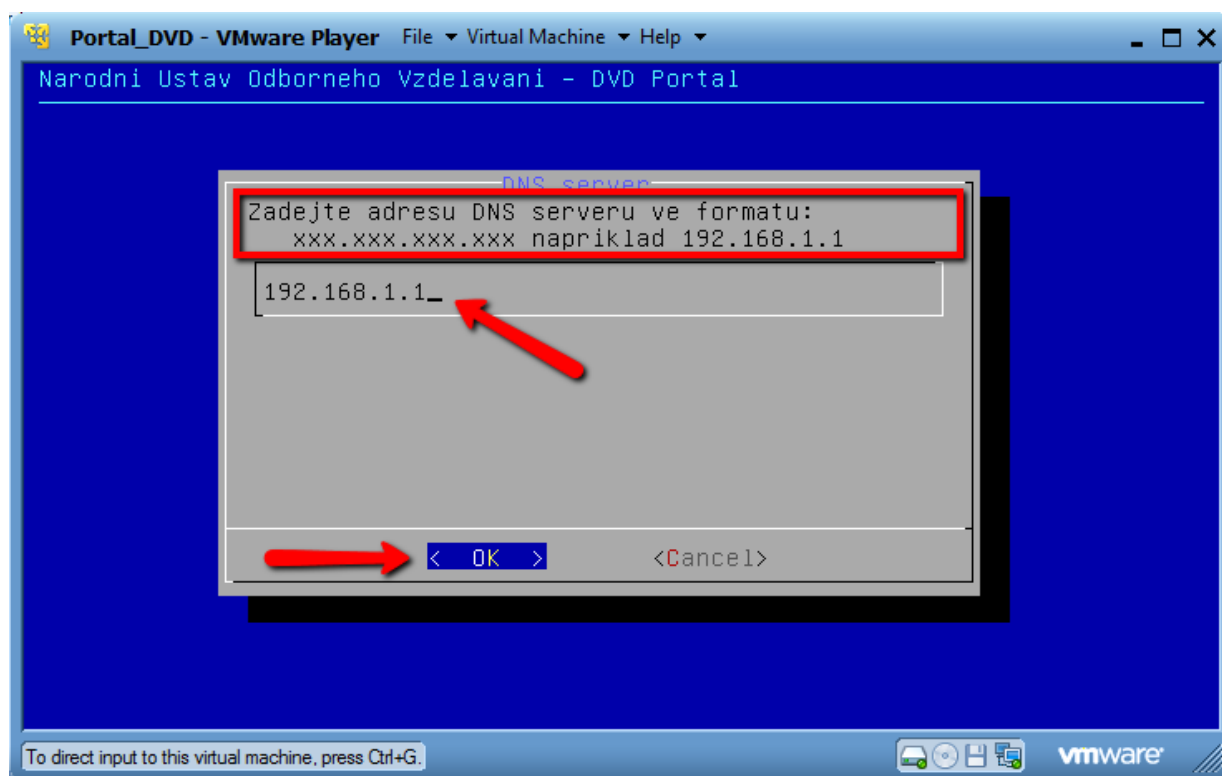 Portal_DVD - VMware Player File Virtual Machine Help
Narodni Ustav Odborneho Vzdelavani - DVD Portal
DNS server
Zadejte adresu DNS serveru ve formatu:
xxx.xxx.xxx.xxx napriklad 192.168.1.1
192.168.1.1_
< OK > <Cancel>
To direct input to this virtual machine, press Ctrl+G. vmware